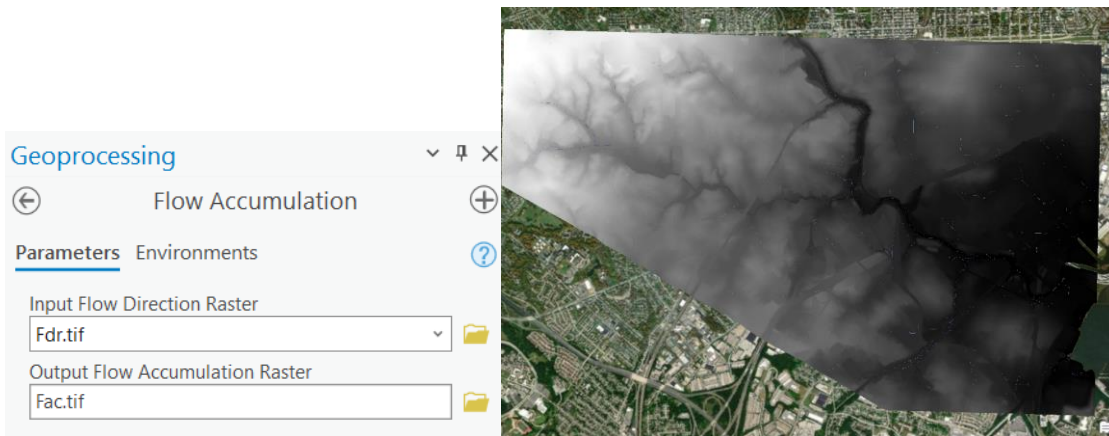 Geoprocessing
Flow Accumulation
Parameters Environments
Input Flow Direction Raster
Fdr.tif
Output Flow Accumulation Raster
Fac.tif